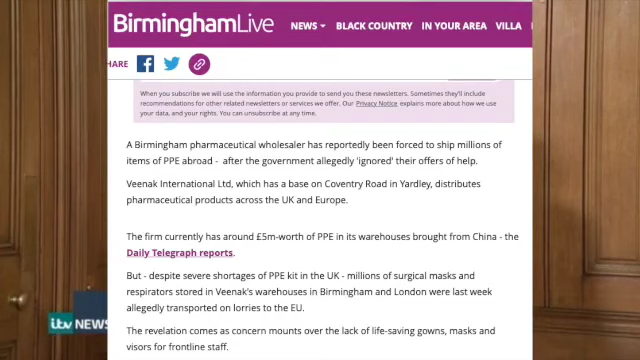 BirminghamLive
NEWS BLACK COUNTRY IN YOUR AREA VILLA
HARE
When you subscribe we will use the information you provide to send you these newsletters. Sometimes they'll include
recommendations for other related newsletters or services we offer. Our Privacy Notice explains more about how we use
your data, and your rights. You can unsubscribe at any time.
A Birmingham pharmaceutical wholesaler has reportedly been forced to ship millions of
items of PPE abroad - after the government allegedly 'ignored' their offers of help.
Veenak International Ltd, which has a base on Coventry Road in Yardley, distributes
pharmaceutical products across the UK and Europe.
The firm currently has around £5m-worth of PPE in its warehouses brought from China - the
Daily Telegraph reports.
But - despite severe shortages of PPE kit in the UK - millions of surgical masks and
respirators stored in Veenak's warehouses in Birmingham and London were last week
allegedly transported on lorries to the EU.
The revelation comes as concern mounts over the lack of life-saving gowns, masks and
visors for frontline staff.
itv NEWS